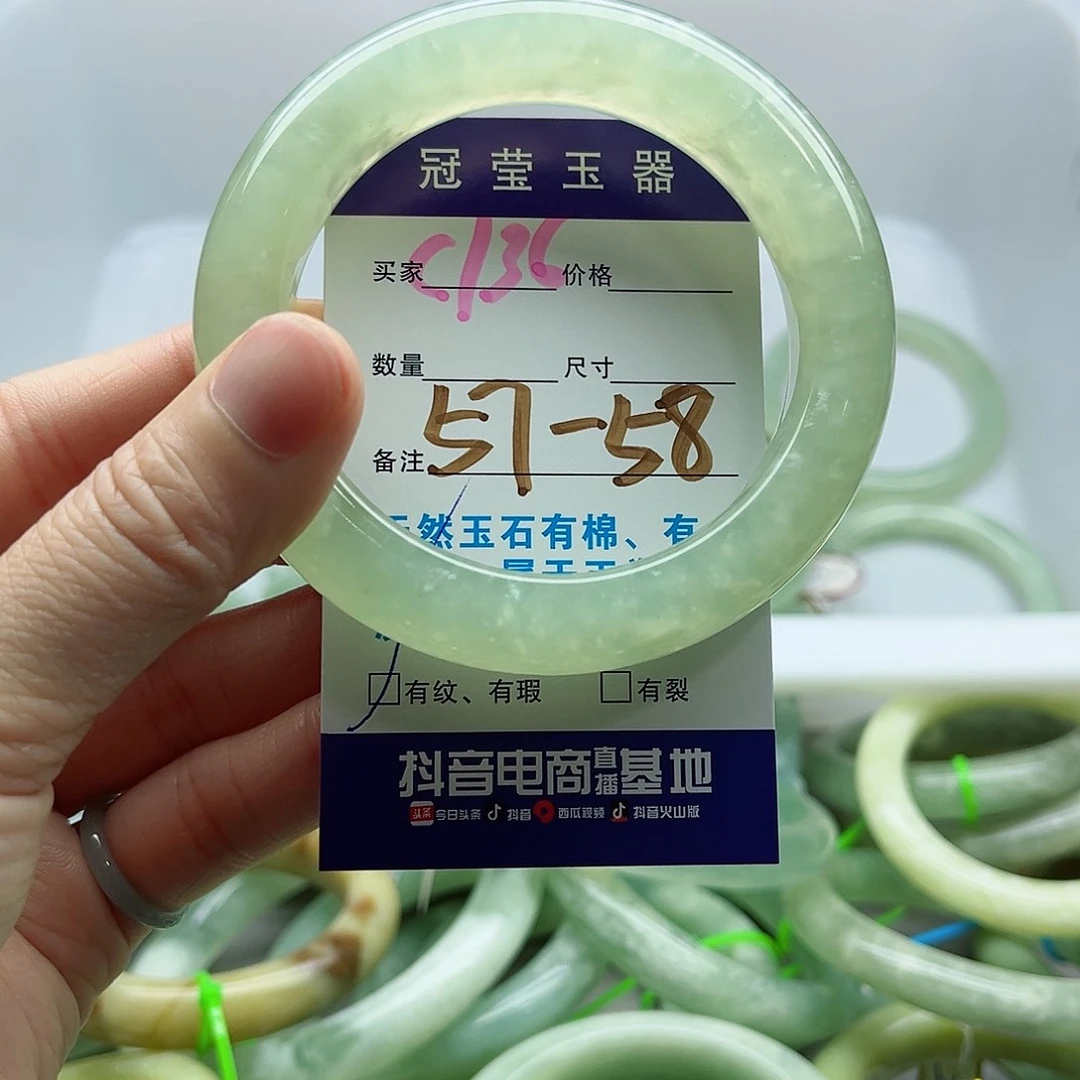 冠莹玉器
买家 C136 价格
数量 尺寸
57-58
备注
然玉石有棉、有
有纹、有瑕 有裂
抖音电商直播基地
头条 今日头条 抖音 西瓜视频 抖音火山版